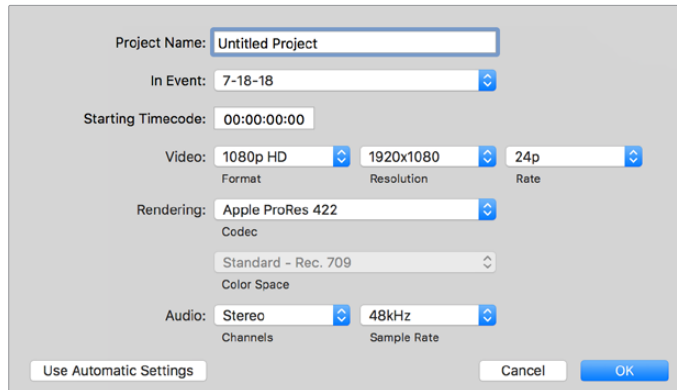 Project Name: Untitled Project
In Event: 7-18-18
Starting Timecode: 00:00:00:00
Video: 1080p HD 1920x1080 24p
Format Resolution Rate
Rendering: Apple ProRes 422
Codec
Standard - Rec. 709
Color Space
Audio: Stereo 48kHz
Channels Sample Rate
Use Automatic Settings Cancel OK